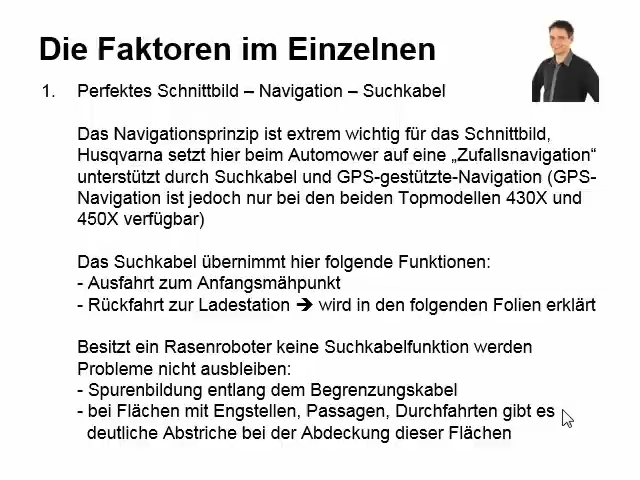 Die Faktoren im Einzelnen
1. Perfektes Schnittbild – Navigation – Suchkabel
Das Navigationsprinzip ist extrem wichtig für das Schnittbild,
Husqvarna setzt hier beim Automower auf eine „Zufallsnavigation“
unterstützt durch Suchkabel und GPS-gestützte-Navigation (GPS-
Navigation ist jedoch nur bei den beiden Topmodellen 430X und
450X verfügbar)
Das Suchkabel übernimmt hier folgende Funktionen:
- Ausfahrt zum Anfangsmähpunkt
- Rückfahrt zur Ladestation ➔ wird in den folgenden Folien erklärt
Besitzt ein Rasenroboter keine Suchkabelfunktion werden
Probleme nicht ausbleiben:
- Spurenbildung entlang dem Begrenzungskabel
- bei Flächen mit Engstellen, Passagen, Durchfahrten gibt es
deutliche Abstriche bei der Abdeckung dieser Flächen